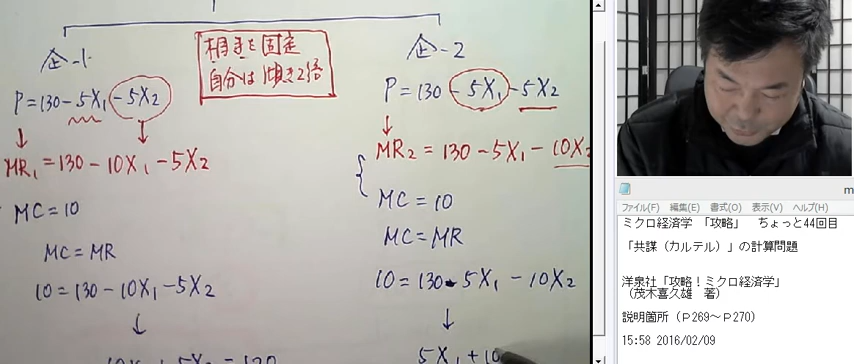 企-1
P=130-5X₁-5X₂
MR₁=130-10X₁-5X₂
MC=10
MC=MR
10=130-10X₁-5X₂
相手を固定
自分は傾き2倍
企-2
P=130-5X₁-5X₂
MR₂=130-5X₁-10X₂
MC=10
MC=MR
10=130-5X₁-10X₂
5X₁+10
ファイル(F) 編集(E) 書式(O) 表示(V) ヘルプ(H)
ミクロ経済学 「攻略」 ちょっと44回目
「共謀（カルテル）」の計算問題
洋泉社「攻略！ミクロ経済学」
（茂木喜久雄 著）
説明箇所（P269～P270）
15:58 2016/02/09